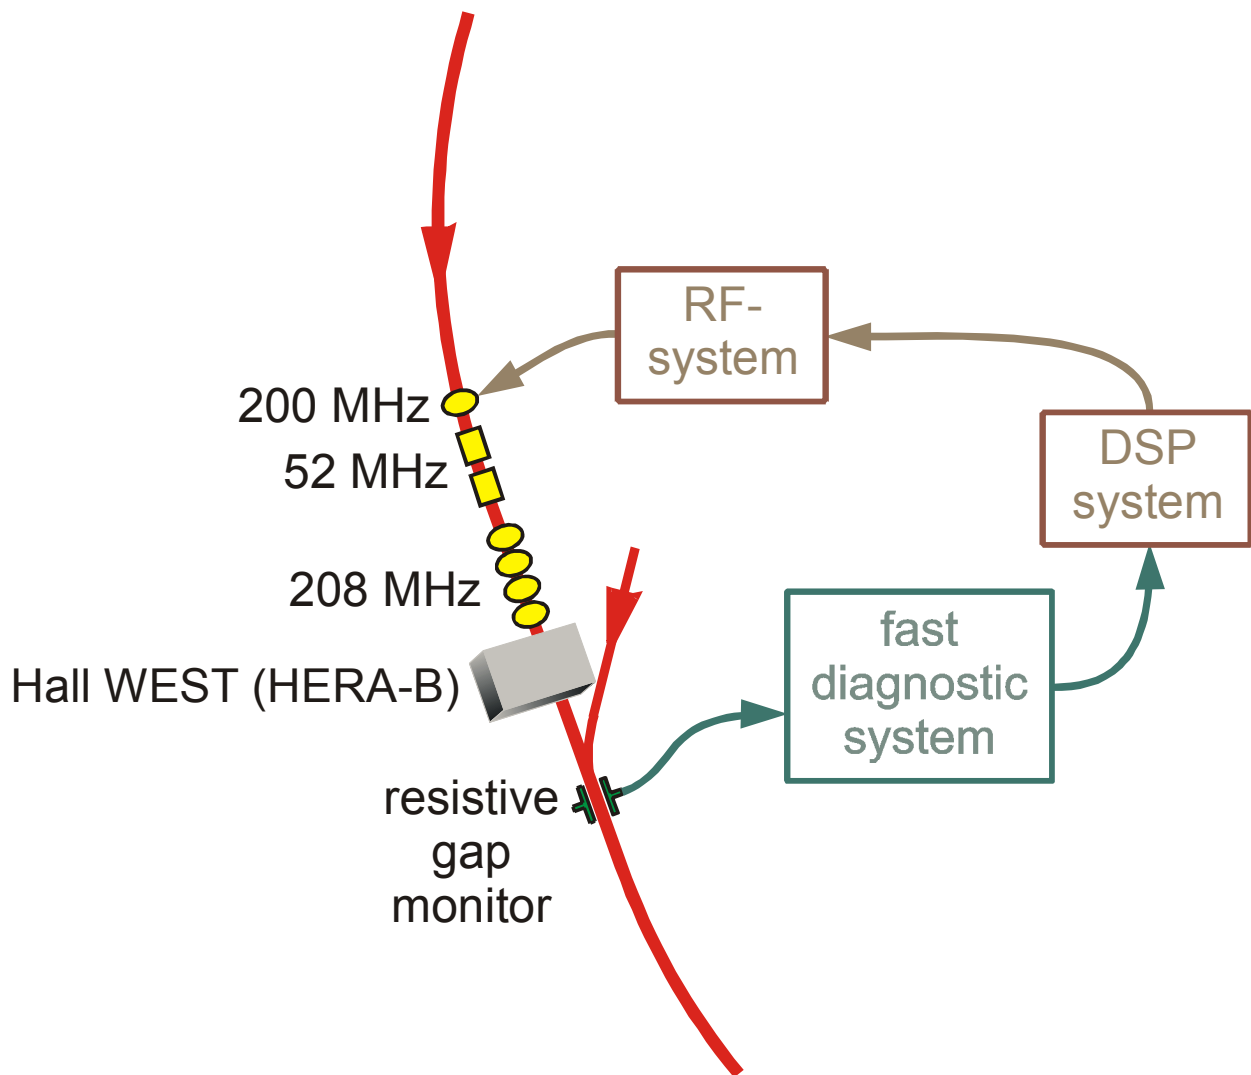 RF-
system
200 MHz
52 MHz
DSP
system
208 MHz
fast
diagnostic
system
Hall WEST (HERA-B)
resistive
gap
monitor